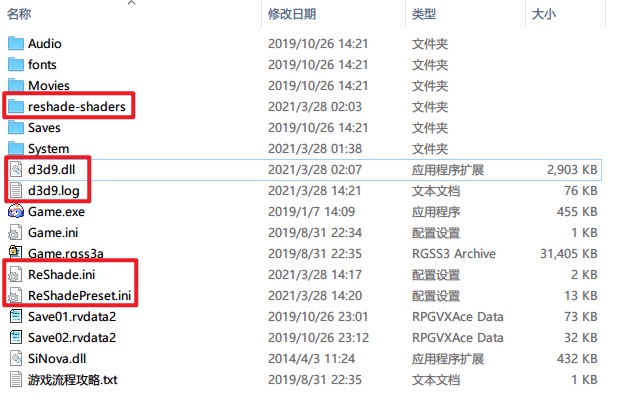 名称 修改日期 类型 大小
Audio 2019/10/26 14:21 文件夹
fonts 2019/10/26 14:21 文件夹
Movies 2019/10/26 14:21 文件夹
reshade-shaders 2021/3/28 02:03 文件夹
Saves 2019/10/26 14:21 文件夹
System 2021/3/28 01:38 文件夹
d3d9.dll 2021/3/28 02:07 应用程序扩展 2,903 KB
d3d9.log 2021/3/28 14:21 文本文档 76 KB
Game.exe 2019/1/7 14:09 应用程序 455 KB
Game.ini 2019/8/31 22:34 配置设置 1 KB
Game.rgss3a 2019/8/31 22:35 RGSS3 Archive 31,405 KB
ReShade.ini 2021/3/28 14:17 配置设置 2 KB
ReShadePreset.ini 2021/3/28 14:20 配置设置 13 KB
Save01.rvdata2 2019/10/26 23:01 RPGVXAce Data 73 KB
Save02.rvdata2 2019/10/26 23:12 RPGVXAce Data 32 KB
SiNova.dll 2014/4/3 11:24 应用程序扩展 432 KB
游戏流程攻略.txt 2019/8/31 22:35 文本文档 1 KB